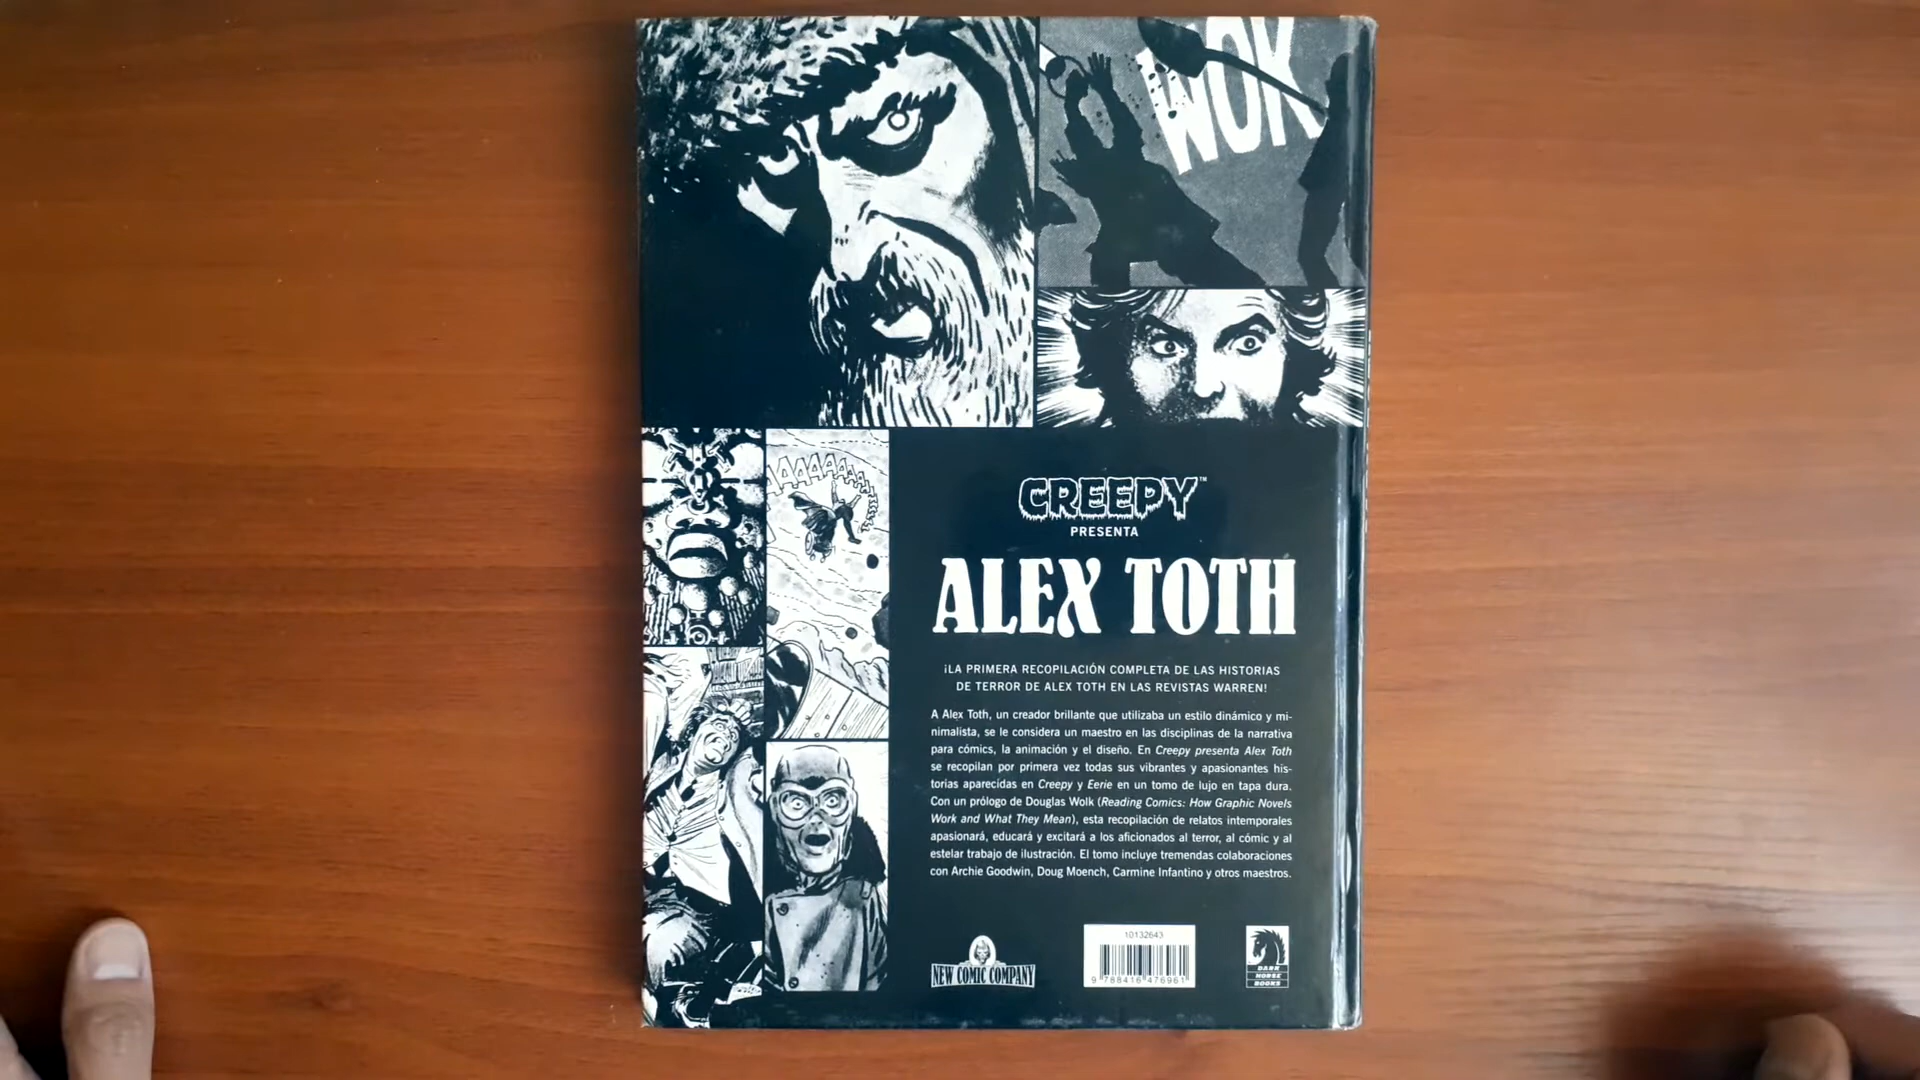 WOK
AAAAAAAA
CREEPY™
PRESENTA
ALEX TOTH
¡LA PRIMERA RECOPILACIÓN COMPLETA DE LAS HISTORIAS
DE TERROR DE ALEX TOTH EN LAS REVISTAS WARREN!
A Alex Toth, un creador brillante que utilizaba un estilo dinámico y mi-
nimalista, se le considera un maestro en las disciplinas de la narrativa
para cómics, la animación y el diseño. En Creepy presenta Alex Toth
se recopilan por primera vez todas sus vibrantes y apasionantes his-
torias aparecidas en Creepy y Eerie en un tomo de lujo en tapa dura.
Con un prólogo de Douglas Wolk (Reading Comics: How Graphic Novels
Work and What They Mean), esta recopilación de relatos intemporales
apasionará, educará y excitará a los aficionados al terror, al cómic y al
estelar trabajo de ilustración. El tomo incluye tremendas colaboraciones
con Archie Goodwin, Doug Moench, Carmine Infantino y otros maestros.
NEW COMIC COMPANY
10132643
9 788416 476961
DARK
HORSE
BOOKS